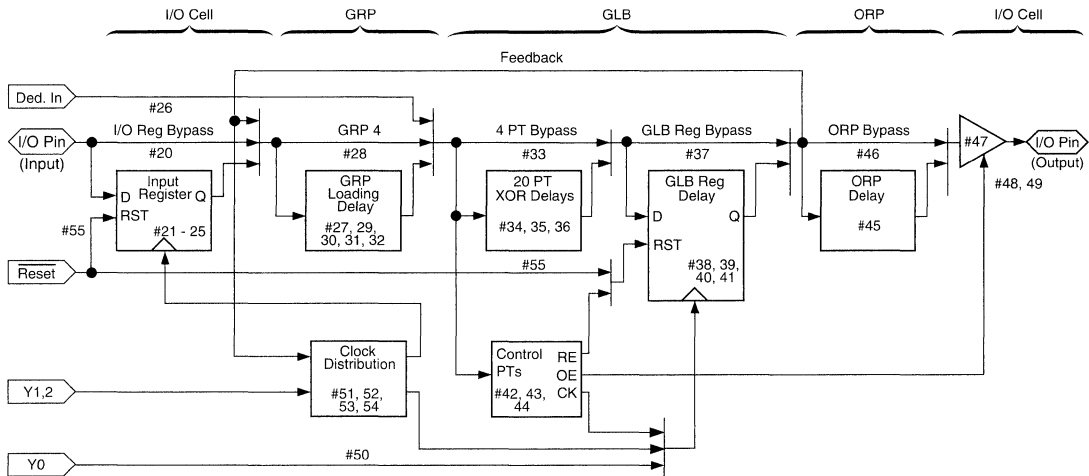 I/O Cell
GRP
GLB
ORP
I/O Cell
Feedback
Ded. In
#26
I/O Pin
(Input)
I/O Reg Bypass
#20
GRP 4
#28
4 PT Bypass
#33
GLB Reg Bypass
#37
ORP Bypass
#46
#47
I/O Pin
(Output)
#48, 49
Input
Register
D
Q
RST
#21 - 25
#55
GRP
Loading
Delay
#27, 29,
30, 31, 32
20 PT
XOR Delays
#34, 35, 36
GLB Reg
Delay
D
Q
RST
#38, 39,
40, 41
ORP
Delay
#45
Reset
#55
Clock
Distribution
#51, 52,
53, 54
Control
PTs
RE
OE
CK
#42, 43,
44
Y1,2
Y0
#50